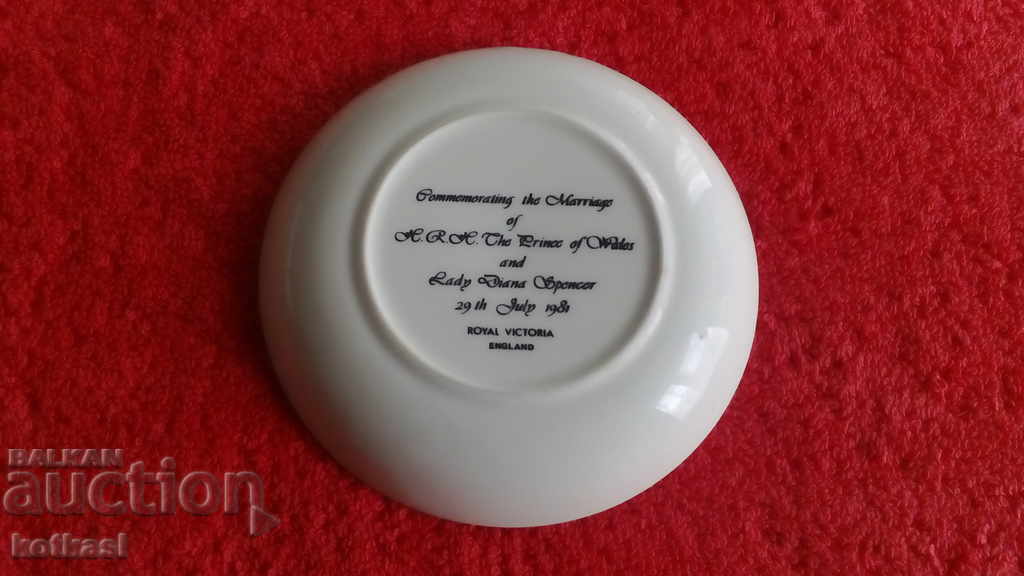 Commemorating the Marriage
of
H.R.H. The Prince of Wales
and
Lady Diana Spencer
29th July 1981
ROYAL VICTORIA
ENGLAND
BALKAN
auction
kotkasl